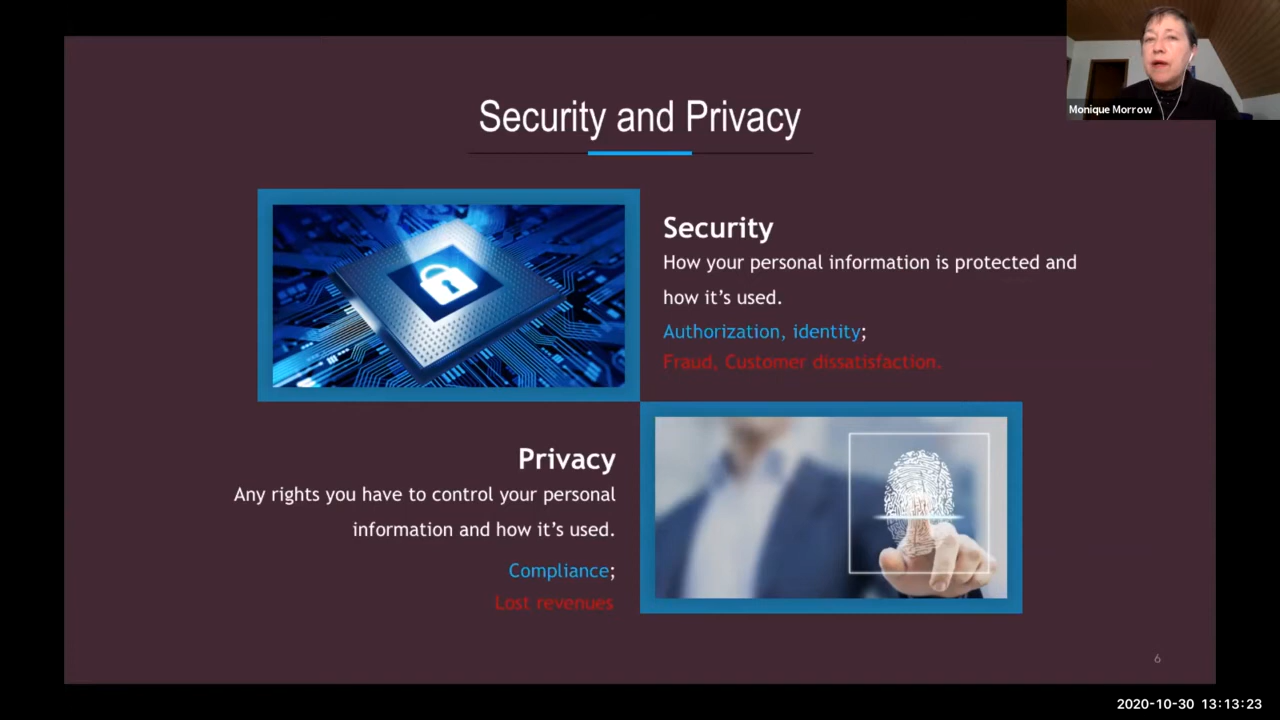 Monique Morrow
Security and Privacy
Security
How your personal information is protected and
how it's used.
Authorization, identity;
Fraud, Customer dissatisfaction.
Privacy
Any rights you have to control your personal
information and how it's used.
Compliance;
Lost revenues
6
2020-10-30 13:13:23